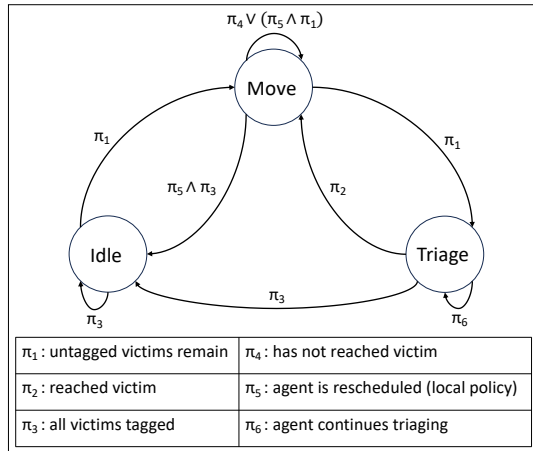 π₄ ∨ (π₅ ∧ π₁)
Move
π₁
π₁
π₅ ∧ π₃
π₂
Idle
Triage
π₃
π₃
π₆
π₁ : untagged victims remain
π₄ : has not reached victim
π₂ : reached victim
π₅ : agent is rescheduled (local policy)
π₃ : all victims tagged
π₆ : agent continues triaging